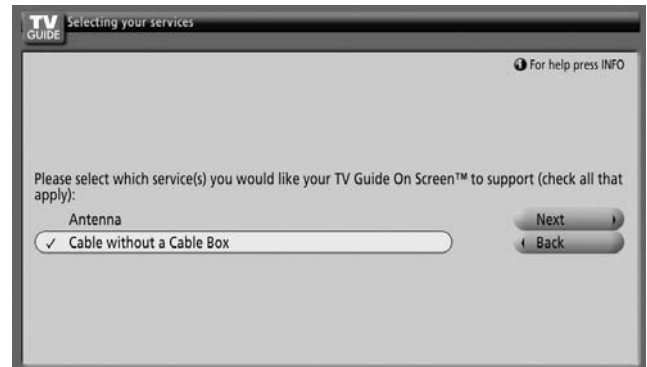 TV
GUIDE
Selecting your services
For help press INFO
Please select which service(s) you would like your TV Guide On Screen™ to support (check all that
apply):
Antenna
Next
✓ Cable without a Cable Box
Back